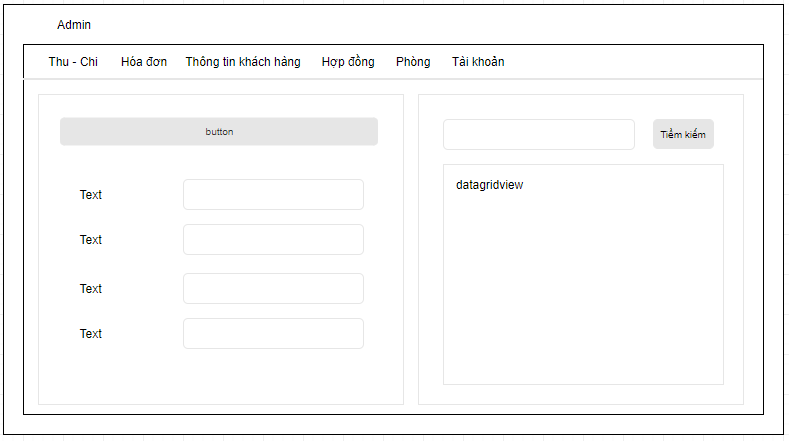 Admin
Thu - Chi Hóa đơn Thông tin khách hàng Hợp đồng Phòng Tài khoản
button
Text
Text
Text
Text
Tiềm kiếm
datagridview